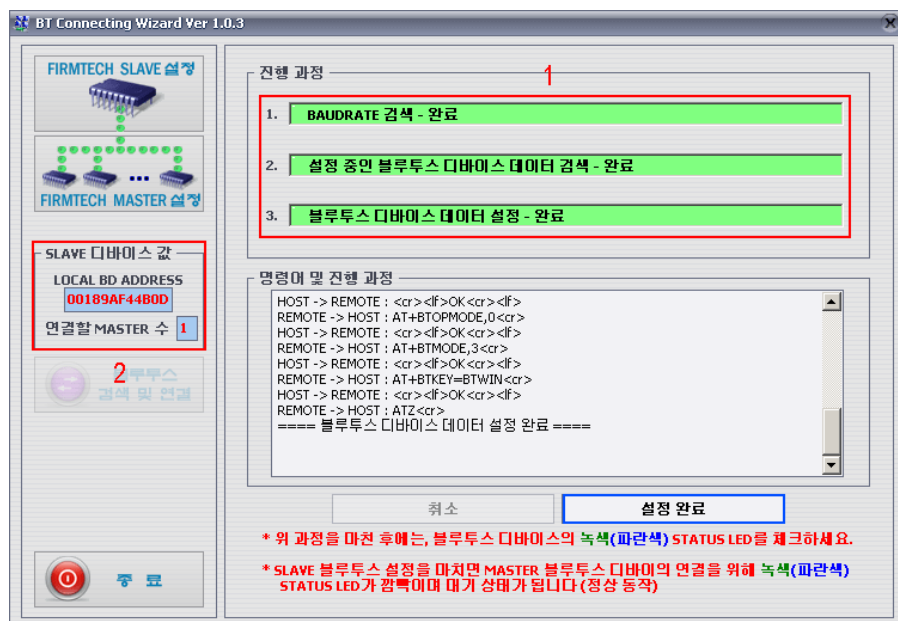 BT Connecting Wizard Ver 1.0.3
FIRMTECH SLAVE 설정
FIRMTECH MASTER 설정
SLAVE 디바이스 값
LOCAL BD ADDRESS
00189AF44B0D
연결할 MASTER 수 1
2
블루투스
검색 및 연결
종 료
진행 과정
1
1. BAUDRATE 검색 - 완료
2. 설정 중인 블루투스 디바이스 데이터 검색 - 완료
3. 블루투스 디바이스 데이터 설정 - 완료
명령어 및 진행 과정
HOST -> REMOTE : <cr><lf>OK<cr><lf>
REMOTE -> HOST : AT+BTOPMODE,0<cr>
HOST -> REMOTE : <cr><lf>OK<cr><lf>
REMOTE -> HOST : AT+BTMODE,3<cr>
HOST -> REMOTE : <cr><lf>OK<cr><lf>
REMOTE -> HOST : AT+BTKEY=BTWIN<cr>
HOST -> REMOTE : <cr><lf>OK<cr><lf>
REMOTE -> HOST : ATZ<cr>
==== 블루투스 디바이스 데이터 설정 완료 ====
취소
설정 완료
* 위 과정을 마친 후에는, 블루투스 디바이스의 녹색(파란색) STATUS LED를 체크하세요.
* SLAVE 블루투스 설정을 마치면 MASTER 블루투스 디바이의 연결을 위해 녹색(파란색)
STATUS LED가 깜빡이며 대기 상태가 됩니다 (정상 동작)